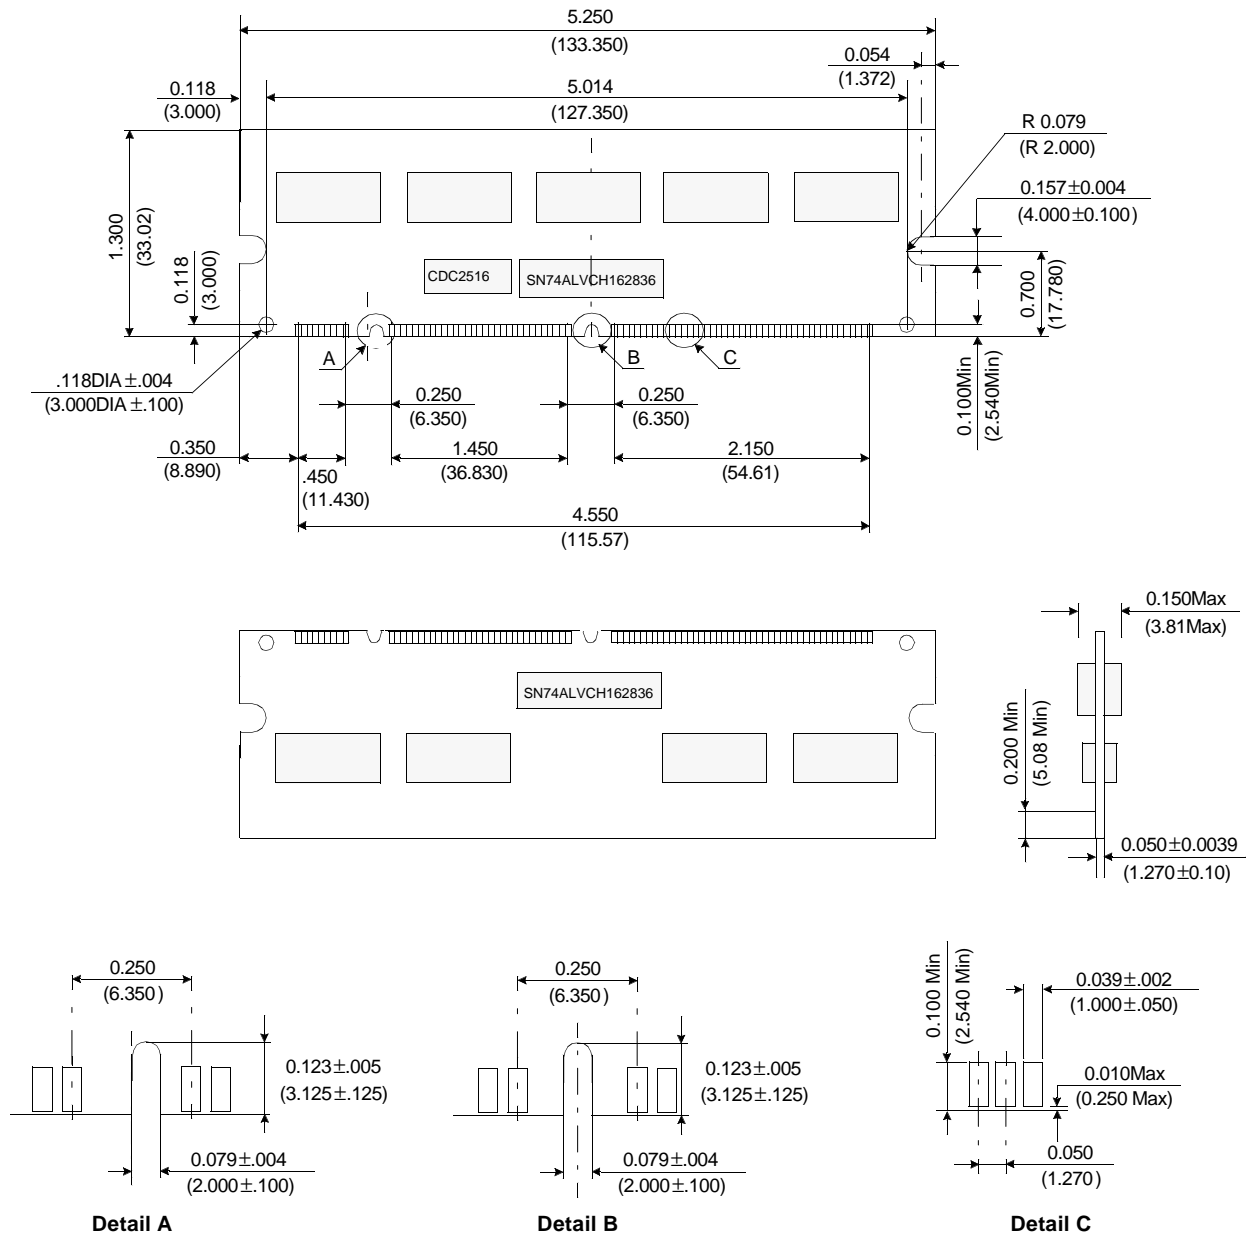 5.250
(133.350)
0.054
(1.372)
0.118
(3.000)
5.014
(127.350)
R 0.079
(R 2.000)
0.157±0.004
(4.000±0.100)
1.300
(33.02)
0.118
(3.000)
CDC2516
SN74ALVCH162836
0.700
(17.780)
A
B
C
.118DIA±.004
(3.000DIA±.100)
0.250
(6.350)
0.250
(6.350)
0.100Min
(2.540Min)
0.350
(8.890)
.450
(11.430)
1.450
(36.830)
2.150
(54.61)
4.550
(115.57)
0.150Max
(3.81Max)
SN74ALVCH162836
0.200 Min
(5.08 Min)
0.050±0.0039
(1.270±0.10)
0.250
(6.350)
0.123±.005
(3.125±.125)
0.079±.004
(2.000±.100)
Detail A
0.250
(6.350)
0.123±.005
(3.125±.125)
0.079±.004
(2.000±.100)
Detail B
0.100 Min
(2.540 Min)
0.039±.002
(1.000±.050)
0.010Max
(0.250 Max)
0.050
(1.270)
Detail C